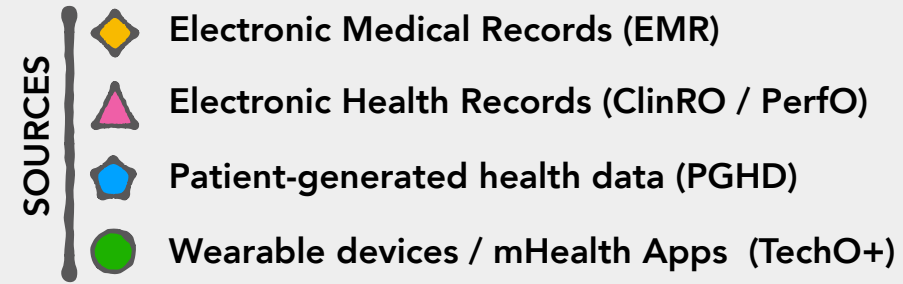 SOURCES
Electronic Medical Records (EMR)
Electronic Health Records (ClinRO / PerfO)
Patient-generated health data (PGHD)
Wearable devices / mHealth Apps (TechO+)